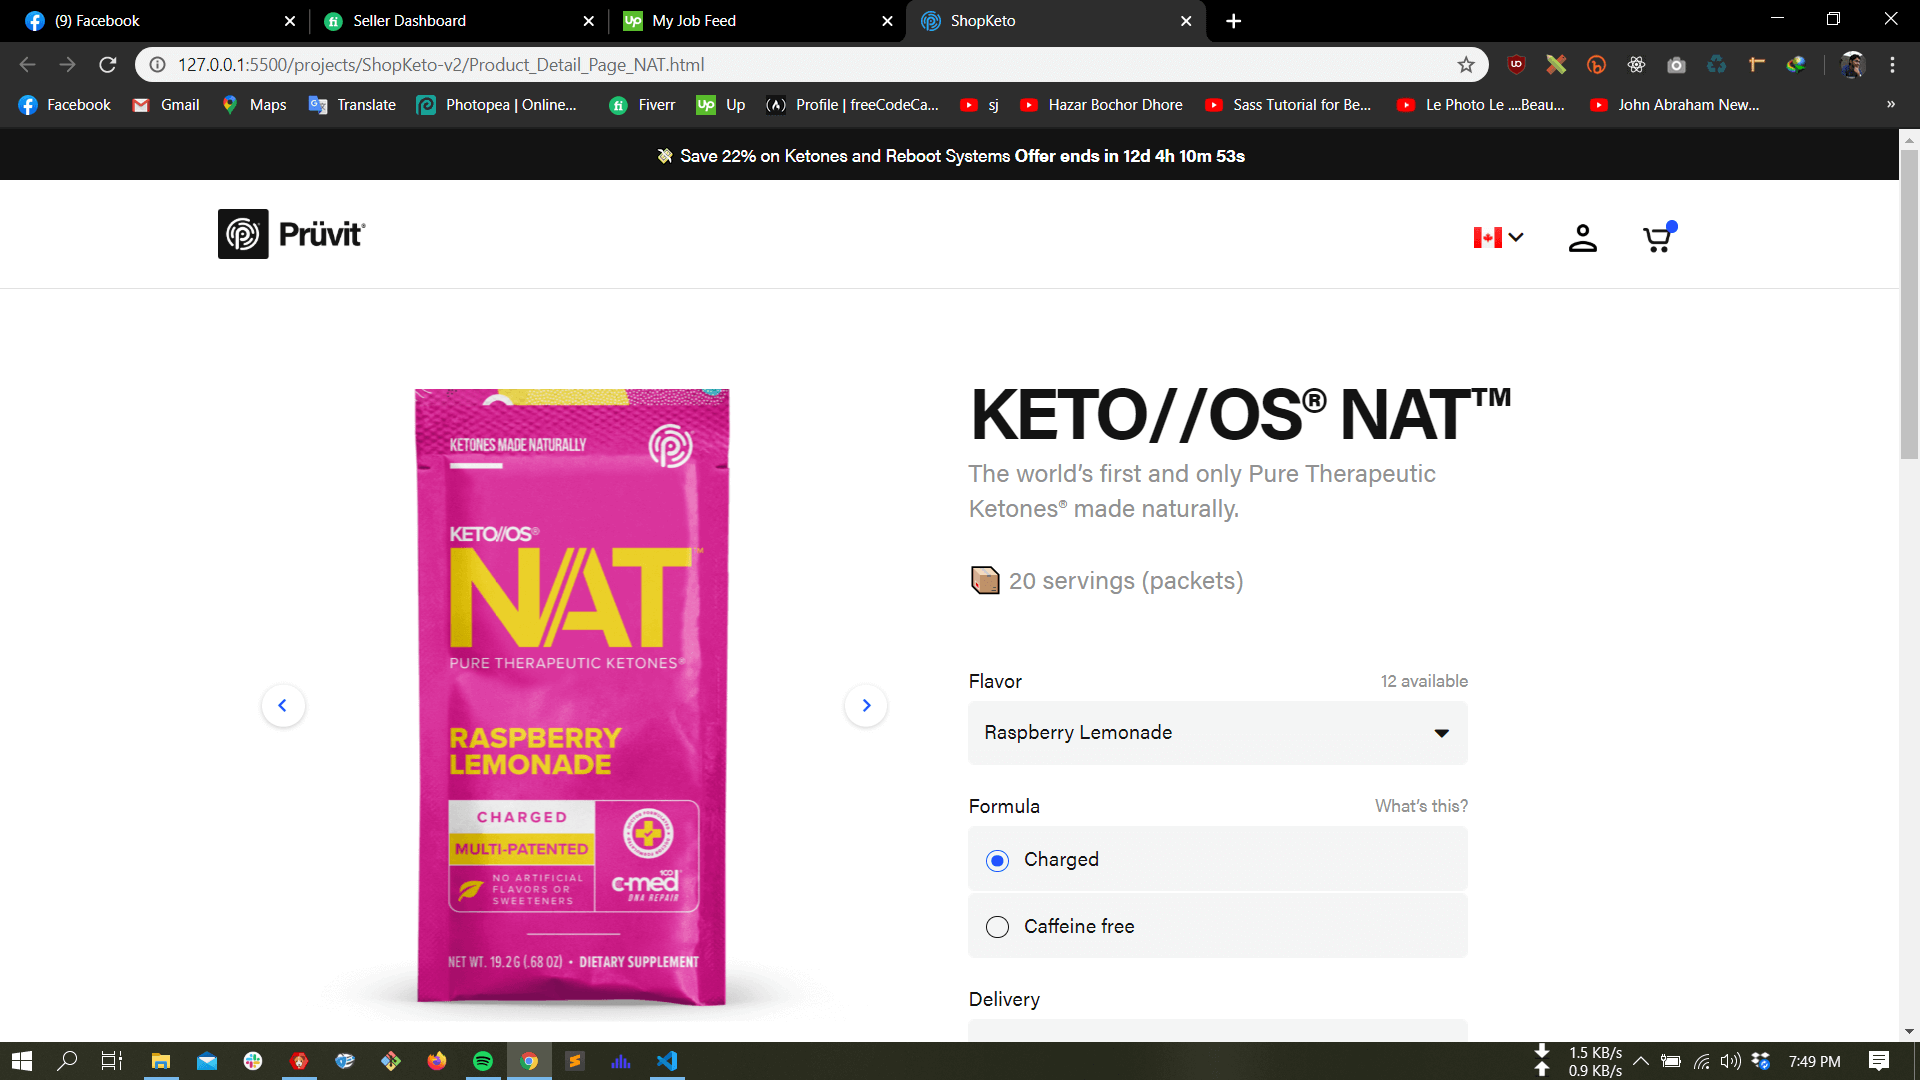 (9) Facebook
Seller Dashboard
My Job Feed
ShopKeto
127.0.0.1:5500/projects/ShopKeto-v2/Product_Detail_Page_NAT.html
Facebook Gmail Maps Translate Photopea | Online... Fiverr Up Profile | freeCodeCa... sj Hazar Bochor Dhore Sass Tutorial for Be... Le Photo Le ....Beau... John Abraham New... »
Save 22% on Ketones and Reboot Systems Offer ends in 12d 4h 10m 53s
Prüvit®
KETONES MADE NATURALLY
KETO//OS®
NAT™
PURE THERAPEUTIC KETONES®
RASPBERRY
LEMONADE
CHARGED
MULTI-PATENTED
NO ARTIFICIAL
FLAVORS OR
SWEETENERS
c-med 100
DNA REPAIR
NET WT. 19.2G (.68 OZ) • DIETARY SUPPLEMENT
KETO//OS® NAT™
The world's first and only Pure Therapeutic
Ketones® made naturally.
20 servings (packets)
Flavor 12 available
Raspberry Lemonade
Formula What's this?
Charged
Caffeine free
Delivery
1.5 KB/s
0.9 KB/s
7:49 PM